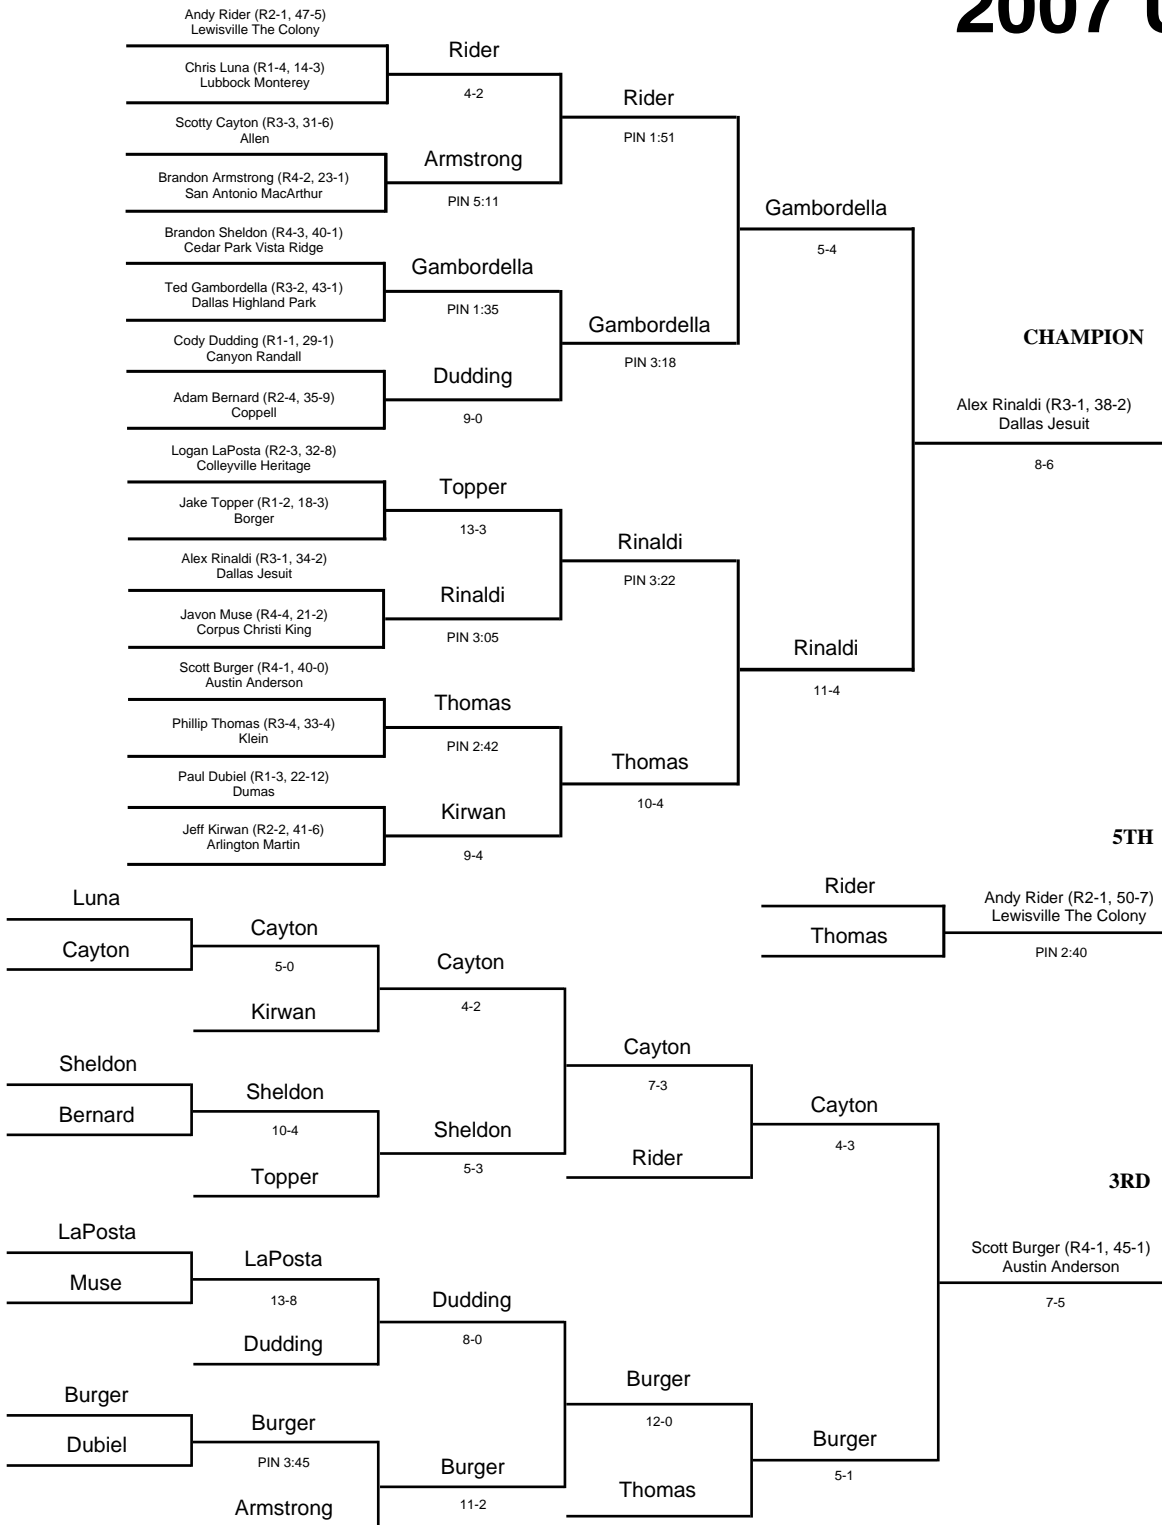 2007 U
Andy Rider (R2-1, 47-5)
Lewisville The Colony
Chris Luna (R1-4, 14-3)
Lubbock Monterey
Scotty Cayton (R3-3, 31-6)
Allen
Brandon Armstrong (R4-2, 23-1)
San Antonio MacArthur
Brandon Sheldon (R4-3, 40-1)
Cedar Park Vista Ridge
Ted Gambordella (R3-2, 43-1)
Dallas Highland Park
Cody Dudding (R1-1, 29-1)
Canyon Randall
Adam Bernard (R2-4, 35-9)
Coppell
Logan LaPosta (R2-3, 32-8)
Colleyville Heritage
Jake Topper (R1-2, 18-3)
Borger
Alex Rinaldi (R3-1, 34-2)
Dallas Jesuit
Javon Muse (R4-4, 21-2)
Corpus Christi King
Scott Burger (R4-1, 40-0)
Austin Anderson
Phillip Thomas (R3-4, 33-4)
Klein
Paul Dubiel (R1-3, 22-12)
Dumas
Jeff Kirwan (R2-2, 41-6)
Arlington Martin
Rider
4-2
Armstrong
PIN 5:11
Gambordella
PIN 1:35
Dudding
9-0
Topper
13-3
Rinaldi
PIN 3:05
Thomas
PIN 2:42
Kirwan
9-4
Rider
PIN 1:51
Gambordella
PIN 3:18
Rinaldi
PIN 3:22
Thomas
10-4
Gambordella
5-4
Rinaldi
11-4
CHAMPION
Alex Rinaldi (R3-1, 38-2)
Dallas Jesuit
8-6
5TH
Rider
Thomas
Andy Rider (R2-1, 50-7)
Lewisville The Colony
PIN 2:40
Luna
Cayton
Sheldon
Bernard
LaPosta
Muse
Burger
Dubiel
Cayton
5-0
Kirwan
Sheldon
10-4
Topper
LaPosta
13-8
Dudding
Burger
PIN 3:45
Armstrong
Cayton
4-2
Sheldon
5-3
Dudding
8-0
Burger
11-2
Cayton
7-3
Rider
Burger
12-0
Thomas
Cayton
4-3
Burger
5-1
3RD
Scott Burger (R4-1, 45-1)
Austin Anderson
7-5